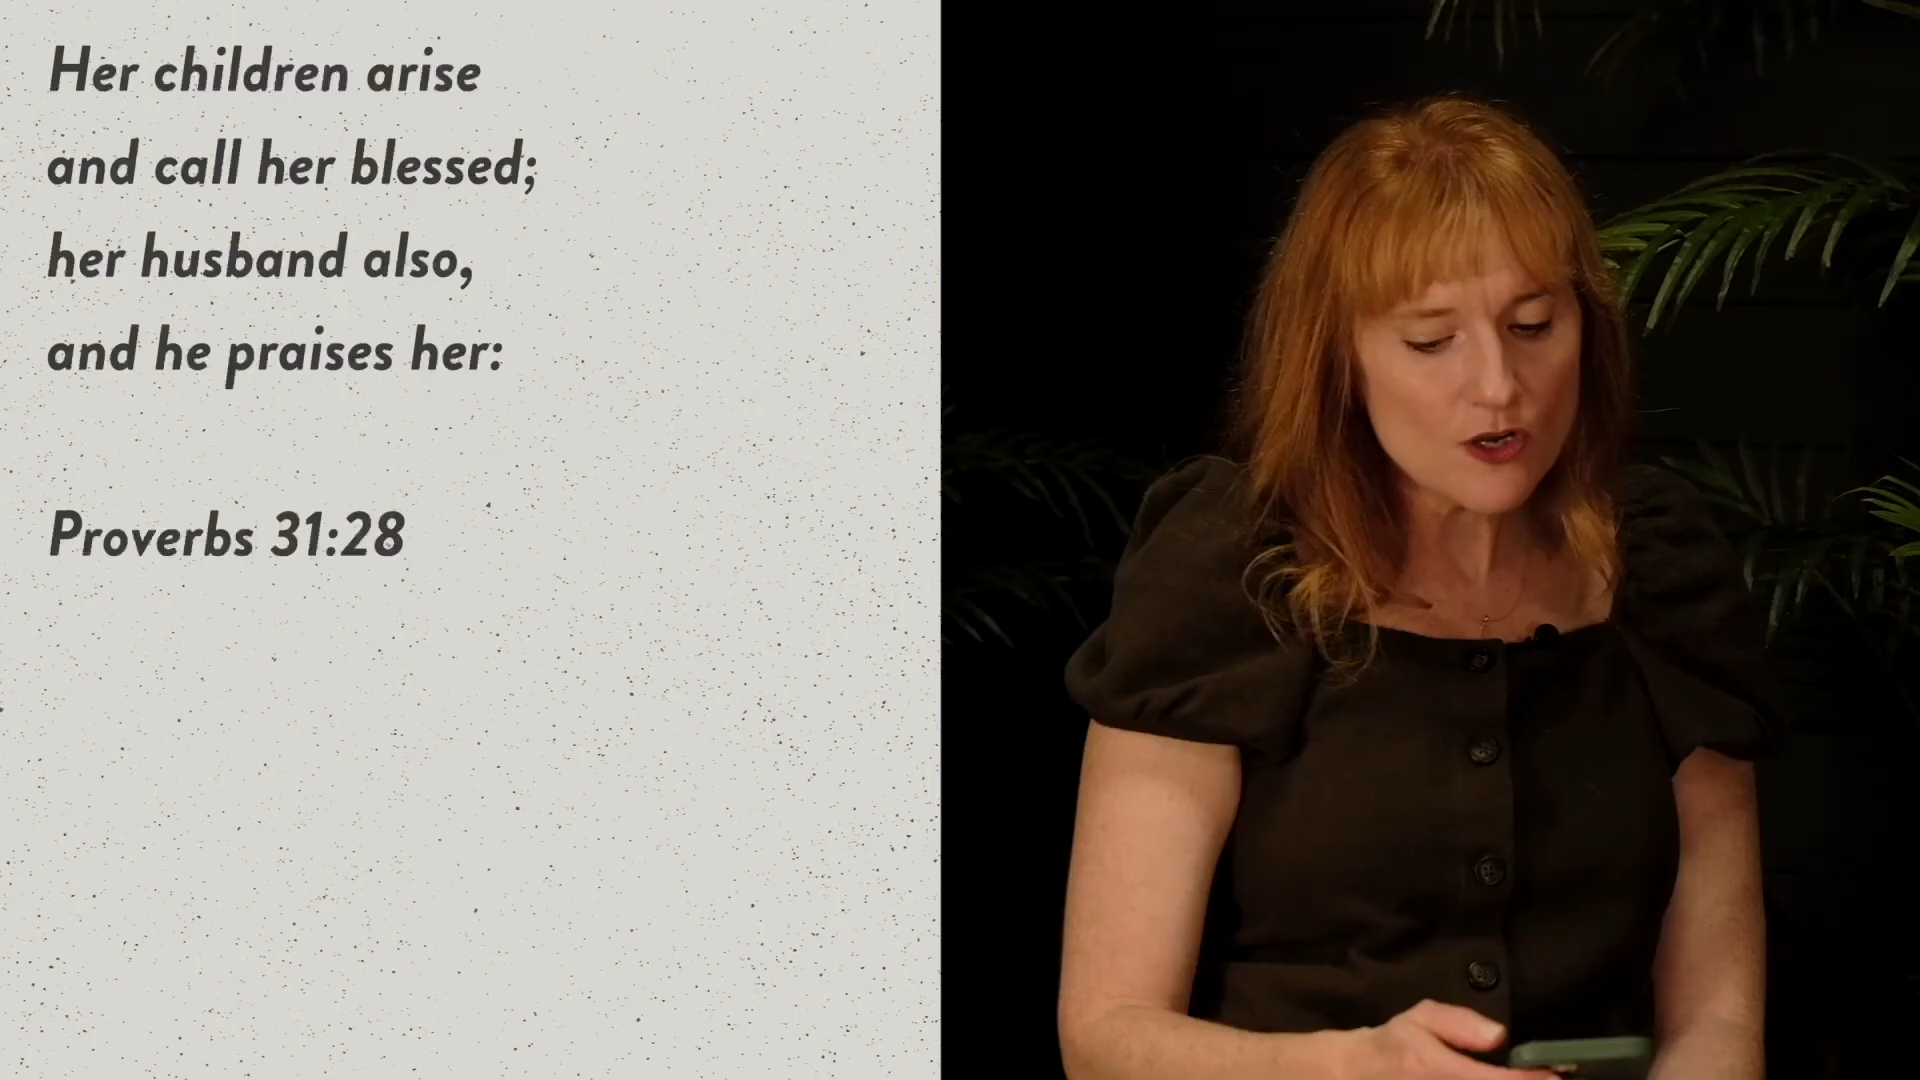 Her children arise
and call her blessed;
her husband also,
and he praises her:
Proverbs 31:28